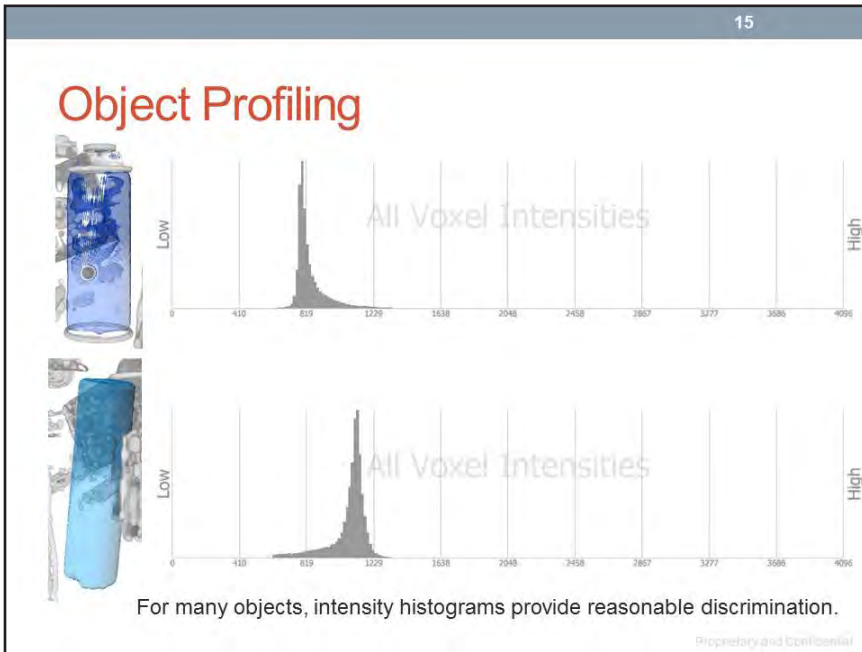 15
Object Profiling
All Voxel Intensities
Low
High
0 410 819 1229 1638 2048 2458 2867 3277 3686 4096
All Voxel Intensities
Low
High
0 410 819 1229 1638 2048 2458 2867 3277 3686 4096
For many objects, intensity histograms provide reasonable discrimination.
Proprietary and Confidential